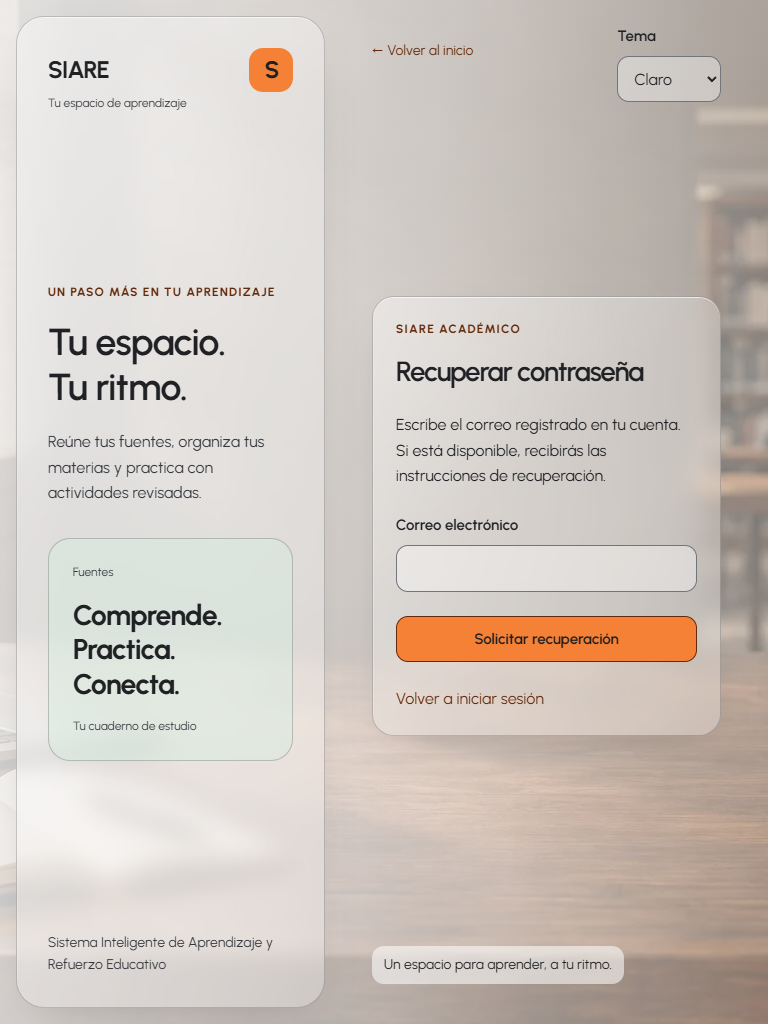 SIARE
S
Tu espacio de aprendizaje
UN PASO MÁS EN TU APRENDIZAJE
Tu espacio.
Tu ritmo.
Reúne tus fuentes, organiza tus
materias y practica con
actividades revisadas.
Fuentes
Comprende.
Practica.
Conecta.
Tu cuaderno de estudio
Sistema Inteligente de Aprendizaje y
Refuerzo Educativo
← Volver al inicio
Tema
Claro
SIARE ACADÉMICO
Recuperar contraseña
Escribe el correo registrado en tu cuenta.
Si está disponible, recibirás las
instrucciones de recuperación.
Correo electrónico
Solicitar recuperación
Volver a iniciar sesión
Un espacio para aprender, a tu ritmo.